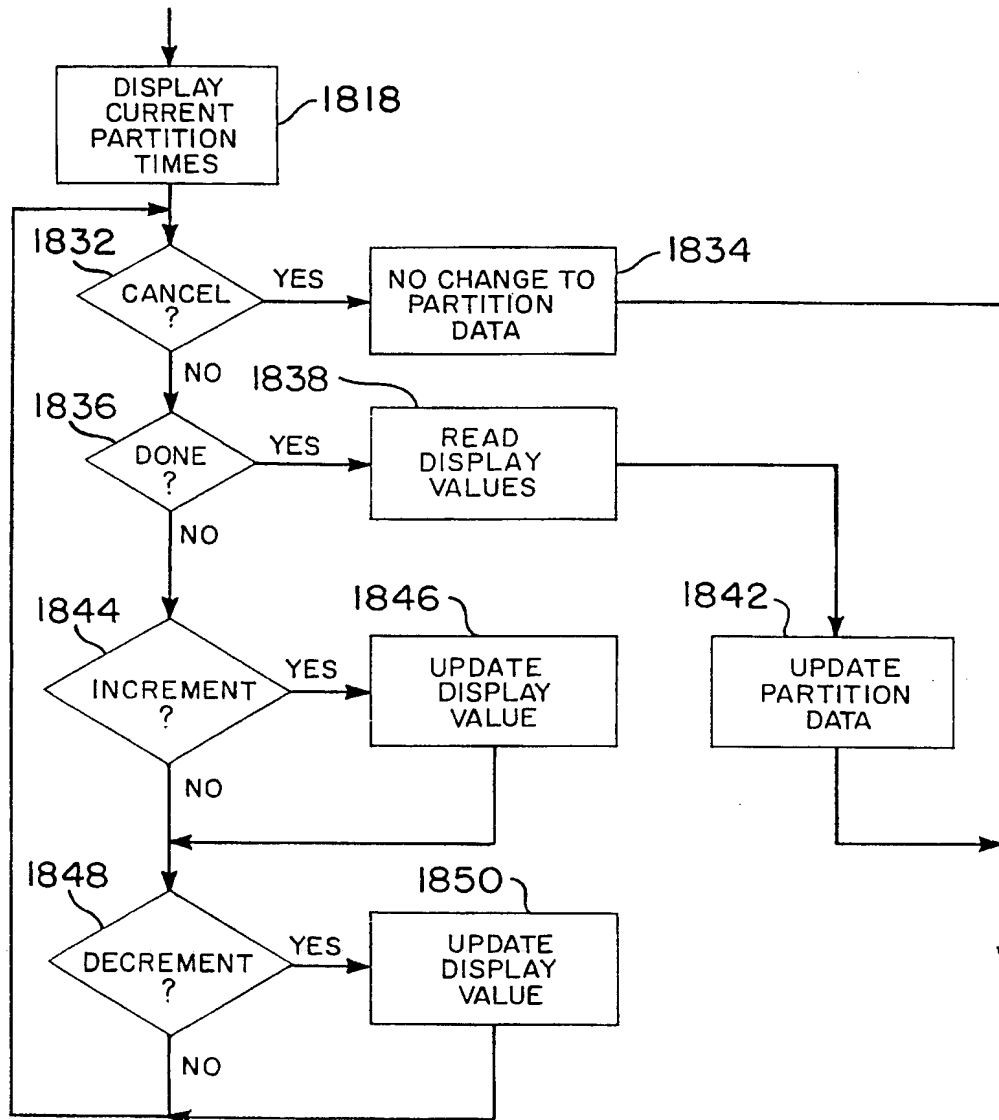 DISPLAY
CURRENT
PARTITION
TIMES
1818
1832
CANCEL
?
YES
NO CHANGE TO
PARTITION
DATA
1834
NO
1836
DONE
?
YES
1838
READ
DISPLAY
VALUES
NO
1844
INCREMENT
?
YES
1846
UPDATE
DISPLAY
VALUE
1842
UPDATE
PARTITION
DATA
NO
1848
DECREMENT
?
YES
1850
UPDATE
DISPLAY
VALUE
NO